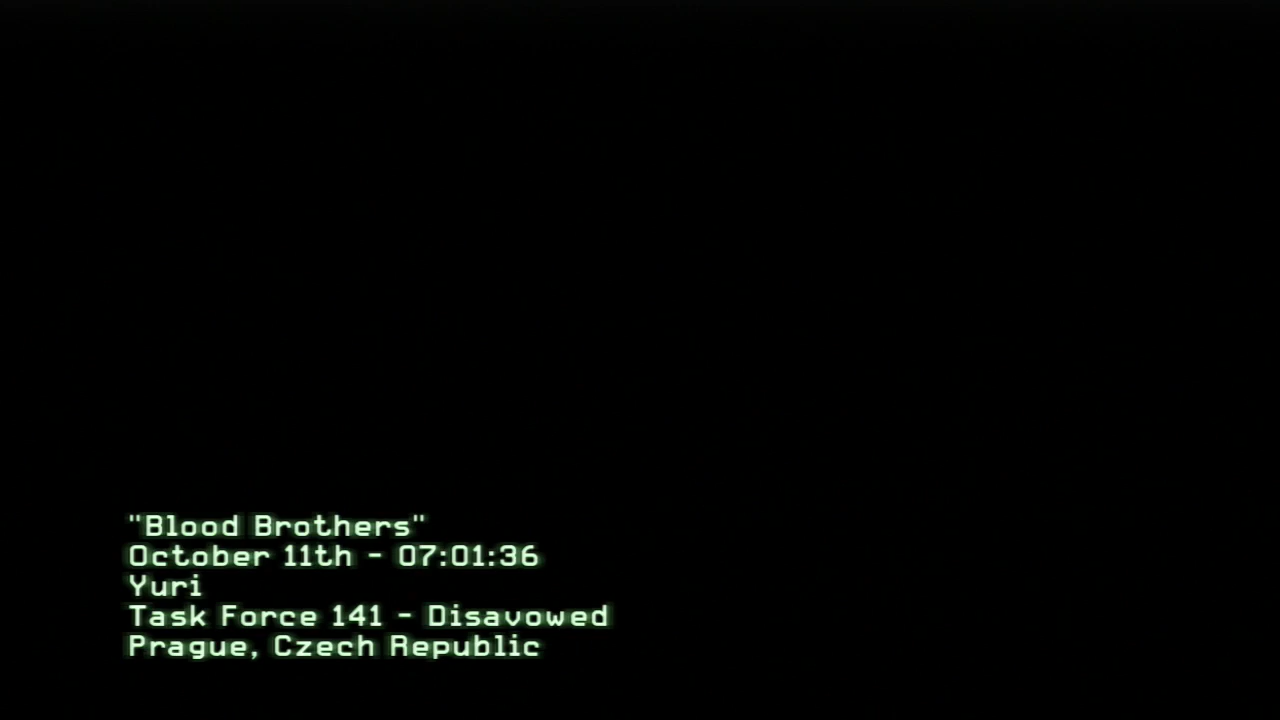 "Blood Brothers"
October 11th - 07:01:36
Yuri
Task Force 141 - Disavowed
Prague, Czech Republic